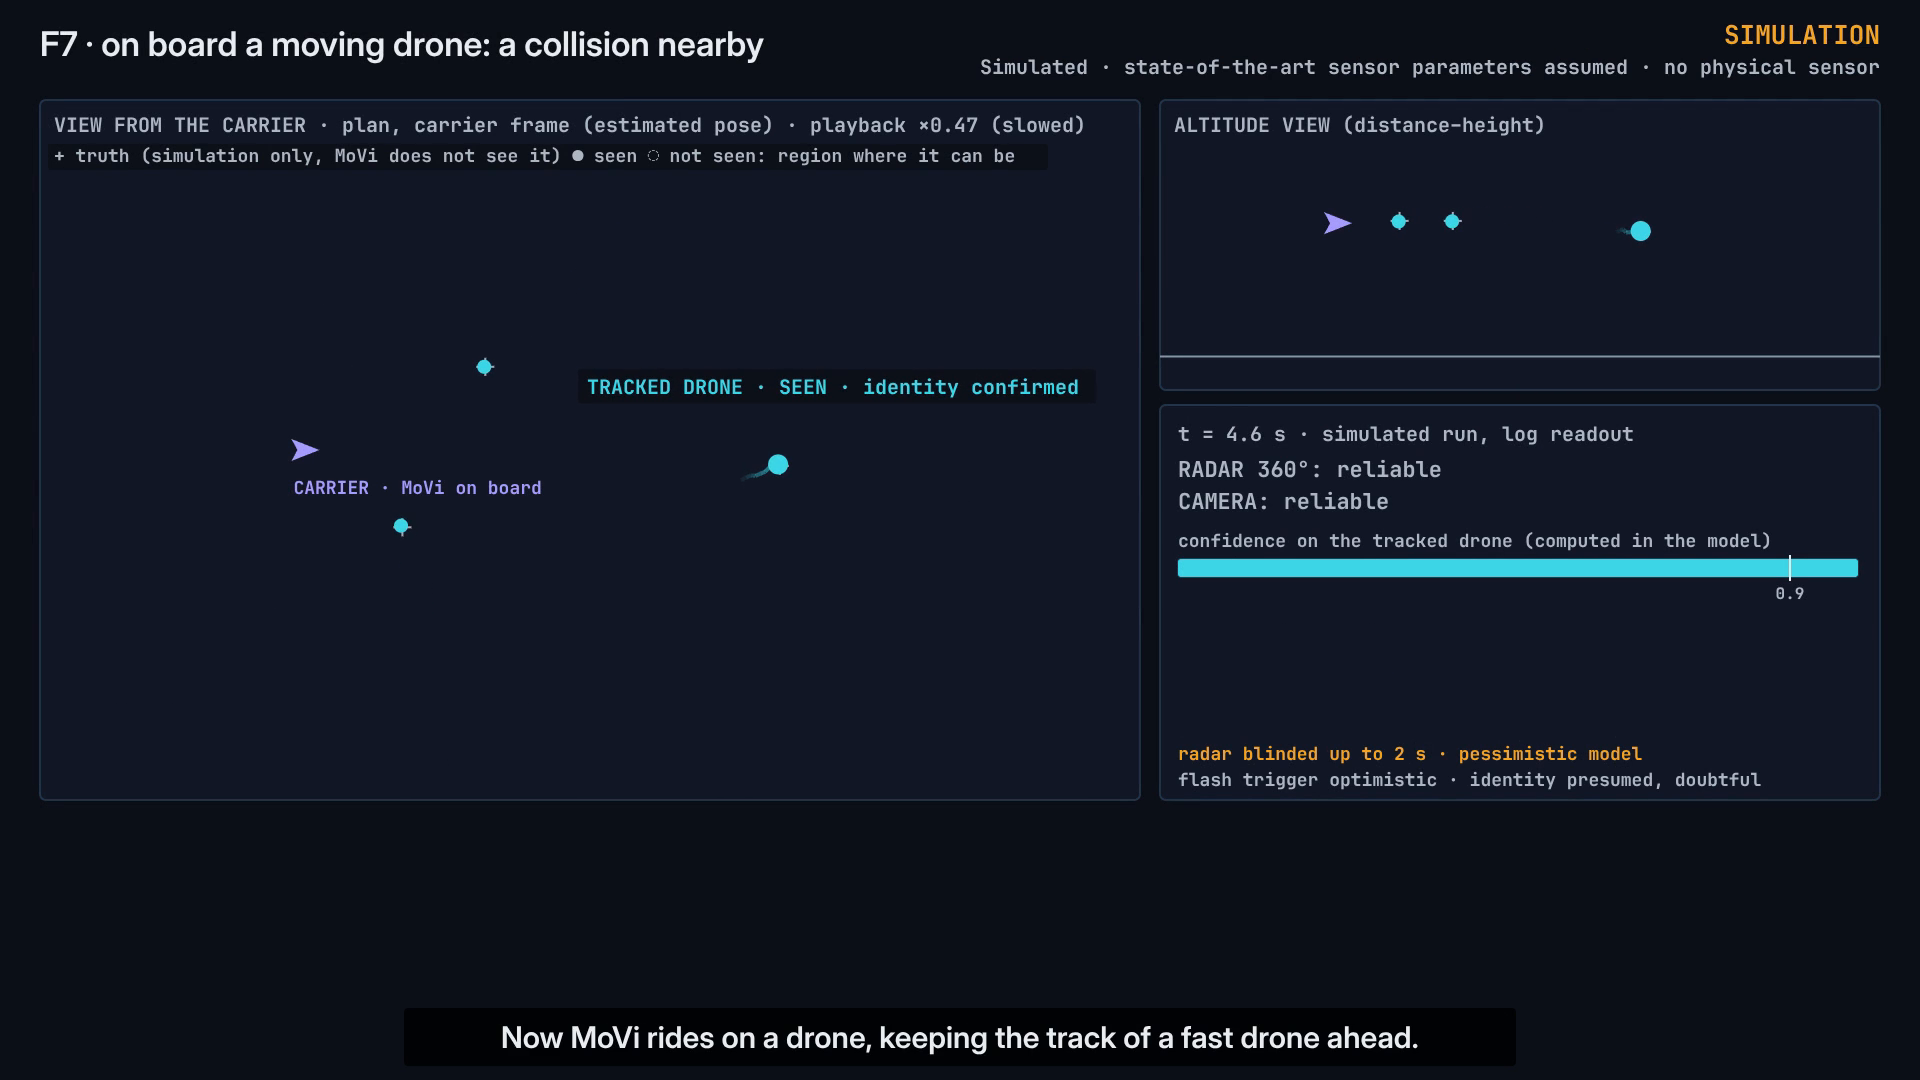 F7 · on board a moving drone: a collision nearby
SIMULATION
Simulated · state-of-the-art sensor parameters assumed · no physical sensor
VIEW FROM THE CARRIER · plan, carrier frame (estimated pose) · playback ×0.47 (slowed)
+ truth (simulation only, MoVi does not see it) ● seen ◌ not seen: region where it can be
TRACKED DRONE · SEEN · identity confirmed
CARRIER · MoVi on board
ALTITUDE VIEW (distance-height)
t = 4.6 s · simulated run, log readout
RADAR 360°: reliable
CAMERA: reliable
confidence on the tracked drone (computed in the model)
0.9
radar blinded up to 2 s · pessimistic model
flash trigger optimistic · identity presumed, doubtful
Now MoVi rides on a drone, keeping the track of a fast drone ahead.